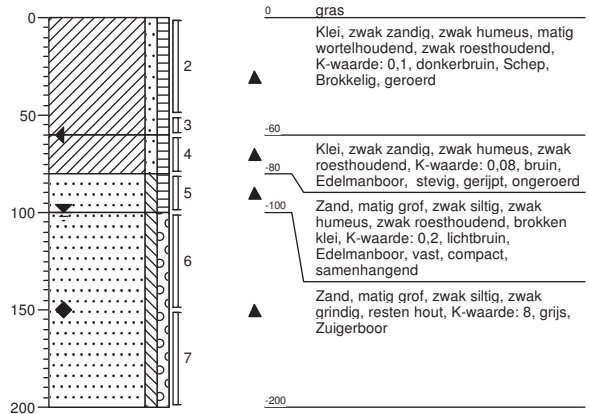 0
50
100
150
200
2
3
4
5
6
7
0 gras
Klei, zwak zandig, zwak humeus, matig
wortelhoudend, zwak roesthoudend,
K-waarde: 0,1, donkerbruin, Schep,
Brokkelig, geroerd
-60
Klei, zwak zandig, zwak humeus, zwak
roesthoudend, K-waarde: 0,08, bruin,
Edelmanboor, stevig, gerijpt, ongeroerd
-80
Zand, matig grof, zwak siltig, zwak
humeus, zwak roesthoudend, brokken
klei, K-waarde: 0,2, lichtbruin,
Edelmanboor, vast, compact,
samenhangend
-100
Zand, matig grof, zwak siltig, zwak
grindig, resten hout, K-waarde: 8, grijs,
Zuigerboor
-200